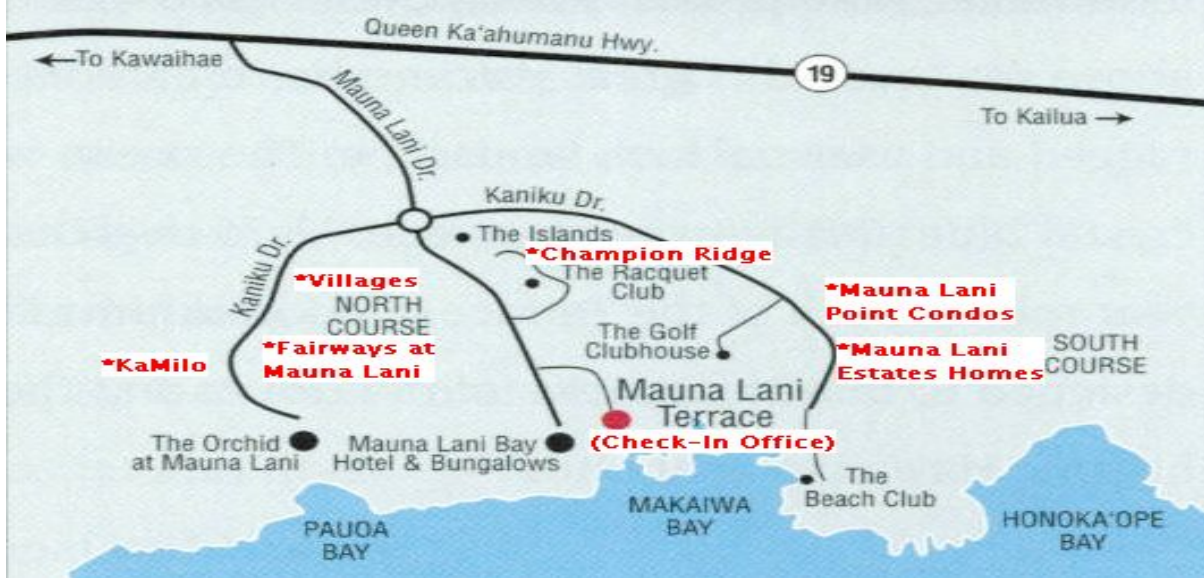 Queen Ka‘ahumanu Hwy.
←To Kawaihae
19
To Kailua →
Mauna Lani Dr.
Kaniku Dr.
Kaniku Dr.
The Islands
*Champion Ridge
The Racquet
Club
*Villages
NORTH
COURSE
*Fairways at
Mauna Lani
*KaMilo
*Mauna Lani
Point Condos
The Golf
Clubhouse
*Mauna Lani
Estates Homes
SOUTH
COURSE
Mauna Lani
Terrace
(Check-In Office)
The Orchid
at Mauna Lani
Mauna Lani Bay
Hotel & Bungalows
The
Beach Club
PAUOA
BAY
MAKAIWA
BAY
HONOKA‘OPE
BAY